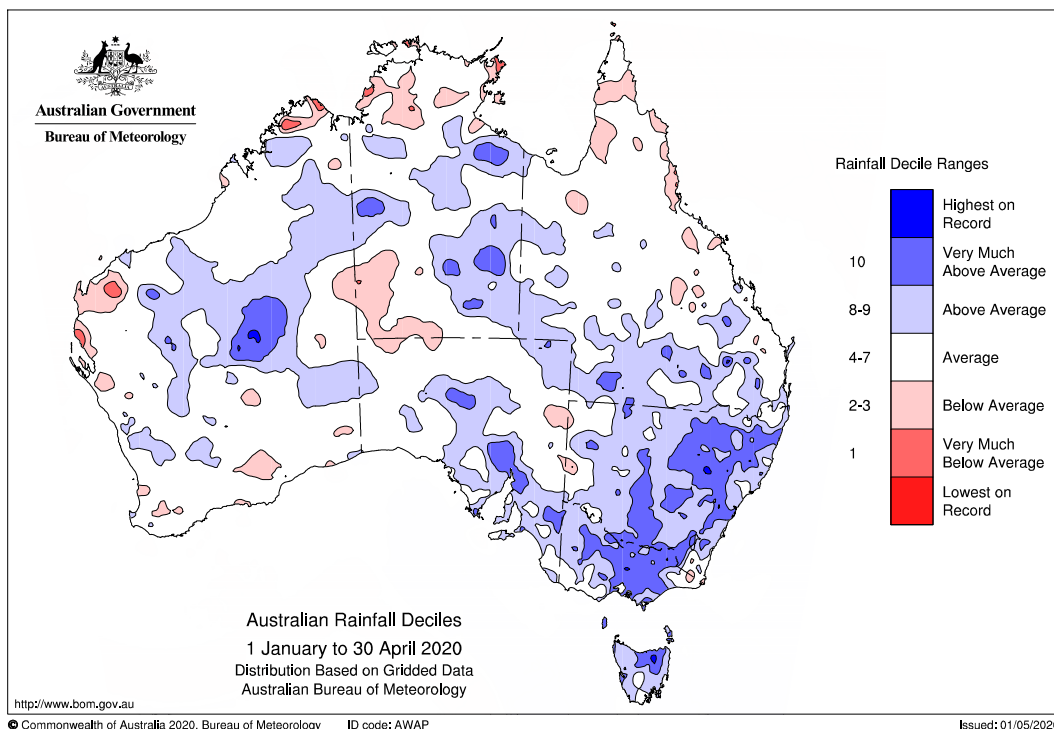 Australian Government
Bureau of Meteorology
Rainfall Decile Ranges
Highest on
Record
10
Very Much
Above Average
8-9
Above Average
4-7
Average
2-3
Below Average
1
Very Much
Below Average
Lowest on
Record
Australian Rainfall Deciles
1 January to 30 April 2020
Distribution Based on Gridded Data
Australian Bureau of Meteorology
http://www.bom.gov.au
© Commonwealth of Australia 2020, Bureau of Meteorology ID code: AWAP Issued: 01/05/2020